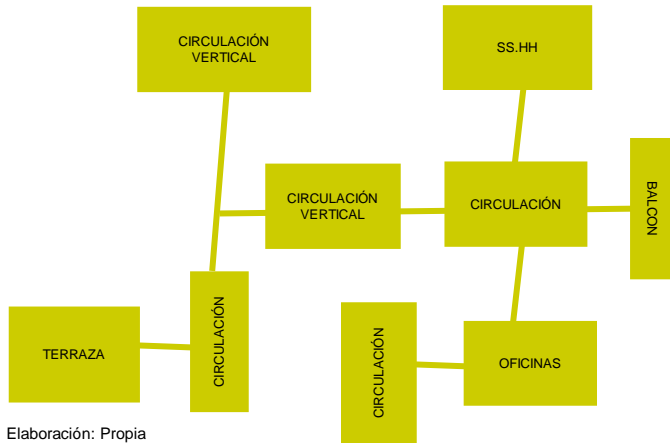 CIRCULACIÓN
VERTICAL
SS.HH
CIRCULACIÓN
VERTICAL
CIRCULACIÓN
BALCON
TERRAZA
CIRCULACIÓN
CIRCULACIÓN
OFICINAS
Elaboración: Propia